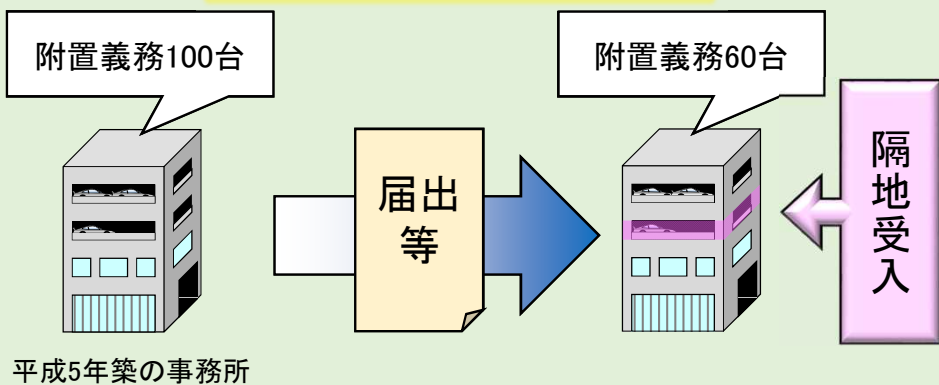 附置義務100台
附置義務60台
届出
等
隔地受入
平成5年築の事務所